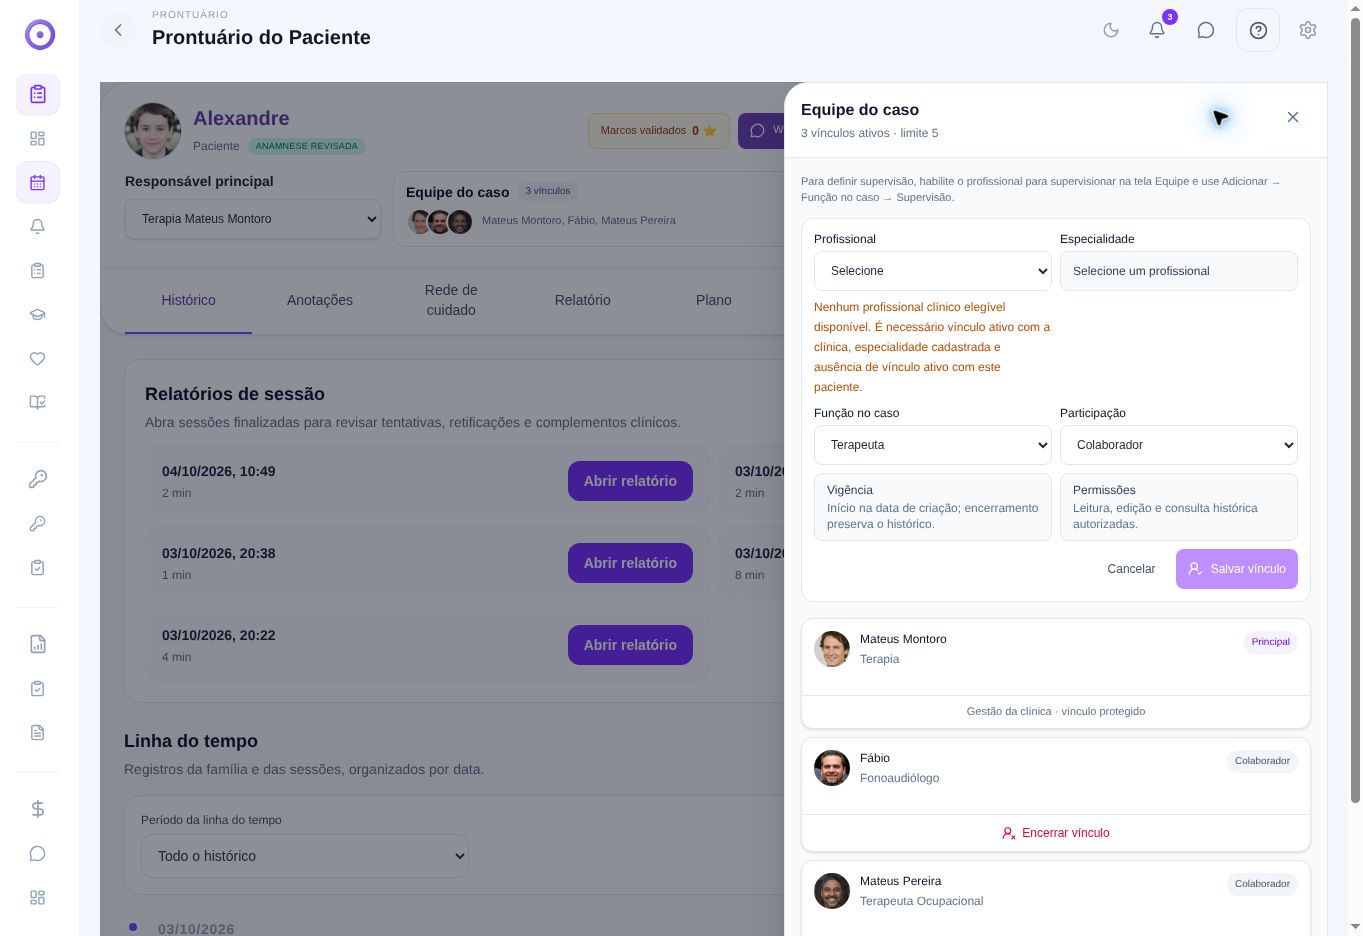 PRONTUÁRIO
Prontuário do Paciente
3
Alexandre
Paciente
ANAMNESE REVISADA
Marcos validados 0
W
Responsável principal
Terapia Mateus Montoro
Equipe do caso
3 vínculos
Mateus Montoro, Fábio, Mateus Pereira
Histórico
Anotações
Rede de
cuidado
Relatório
Plano
Relatórios de sessão
Abra sessões finalizadas para revisar tentativas, retificações e complementos clínicos.
04/10/2026, 10:49
2 min
Abrir relatório
03/10/20
2 min
03/10/2026, 20:38
1 min
Abrir relatório
03/10/20
8 min
03/10/2026, 20:22
4 min
Abrir relatório
Linha do tempo
Registros da família e das sessões, organizados por data.
Período da linha do tempo
Todo o histórico
03/10/2026
Equipe do caso
3 vínculos ativos · limite 5
Para definir supervisão, habilite o profissional para supervisionar na tela Equipe e use Adicionar →
Função no caso → Supervisão.
Profissional
Selecione
Especialidade
Selecione um profissional
Nenhum profissional clínico elegível
disponível. É necessário vínculo ativo com a
clínica, especialidade cadastrada e
ausência de vínculo ativo com este
paciente.
Função no caso
Terapeuta
Participação
Colaborador
Vigência
Início na data de criação; encerramento
preserva o histórico.
Permissões
Leitura, edição e consulta histórica
autorizadas.
Cancelar
Salvar vínculo
Mateus Montoro
Terapia
Principal
Gestão da clínica · vínculo protegido
Fábio
Fonoaudiólogo
Colaborador
Encerrar vínculo
Mateus Pereira
Terapeuta Ocupacional
Colaborador